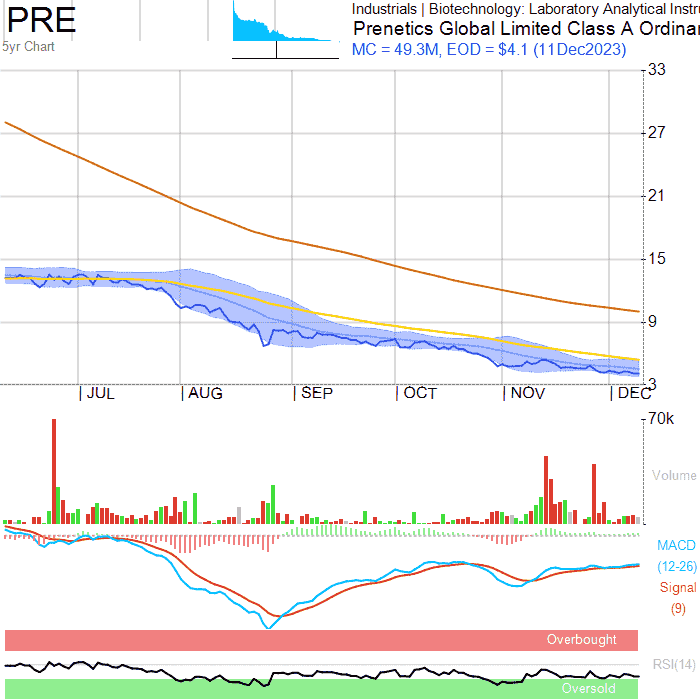 PRE
5yr Chart
Industrials | Biotechnology: Laboratory Analytical Instru
Prenetics Global Limited Class A Ordinar
MC = 49.3M, EOD = $4.1 (11Dec2023)
33
27
21
15
9
3
| JUL | AUG | SEP | OCT | NOV | DEC
70k
Volume
MACD
(12-26)
Signal
(9)
Overbought
RSI(14)
Oversold